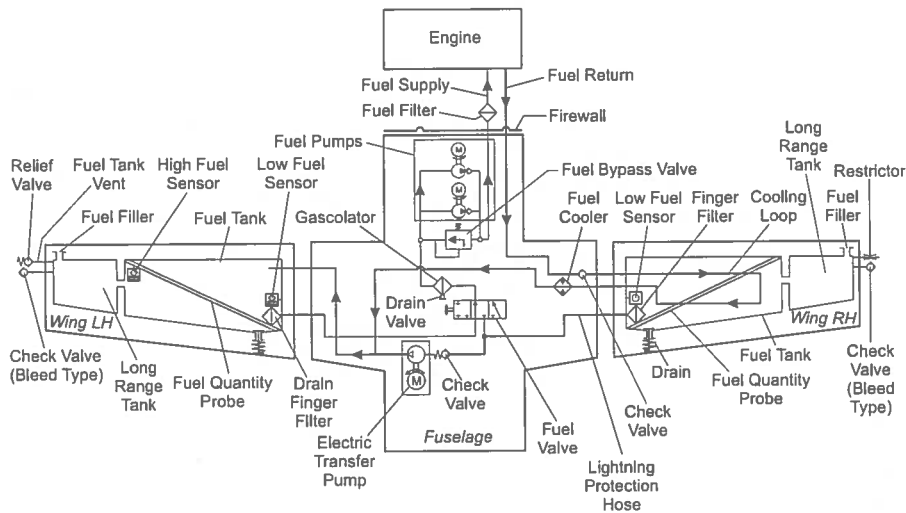 Engine
Fuel Supply
Fuel Return
Fuel Filter
Firewall
Fuel Pumps
M
M
Fuel Bypass Valve
Long
Range
Tank
Relief
Valve
Fuel Tank
Vent
High Fuel
Sensor
Low Fuel
Sensor
Gascolator
Fuel
Cooler
Low Fuel
Sensor
Finger
Filter
Cooling
Loop
Fuel
Filler
Restrictor
Fuel Filler
Fuel Tank
Drain
Valve
Wing LH
Wing RH
Check Valve
(Bleed Type)
Long
Range
Tank
Fuel Quantity
Probe
Drain
Finger
Filter
M
Electric
Transfer
Pump
Check
Valve
Fuselage
Fuel
Valve
Lightning
Protection
Hose
Check
Valve
Drain
Fuel Quantity
Probe
Fuel Tank
Check
Valve
(Bleed
Type)